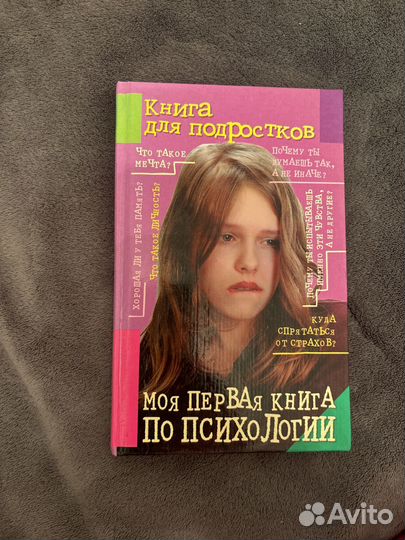 Книга
для подростков
ЧТО ТАКОЕ
МЕЧТА?
ПОЧЕМУ ТЫ
ДУМАЕШЬ ТАК,
А НЕ ИНАЧЕ?
ХОРОШАЯ ЛИ У ТЕБЯ ПАМЯТЬ?
ЧТО ТАКОЕ ЛИЧНОСТЬ?
ПОЧЕМУ ТЫ ИСПЫТЫВАЕШЬ
ИМЕННО ЭТИ ЧУВСТВА,
А НЕ ДРУГИЕ?
КУДА
СПРЯТАТЬСЯ
ОТ СТРАХОВ?
МОЯ ПЕРВАЯ КНИГА
ПО ПСИХОЛОГИИ
Avito